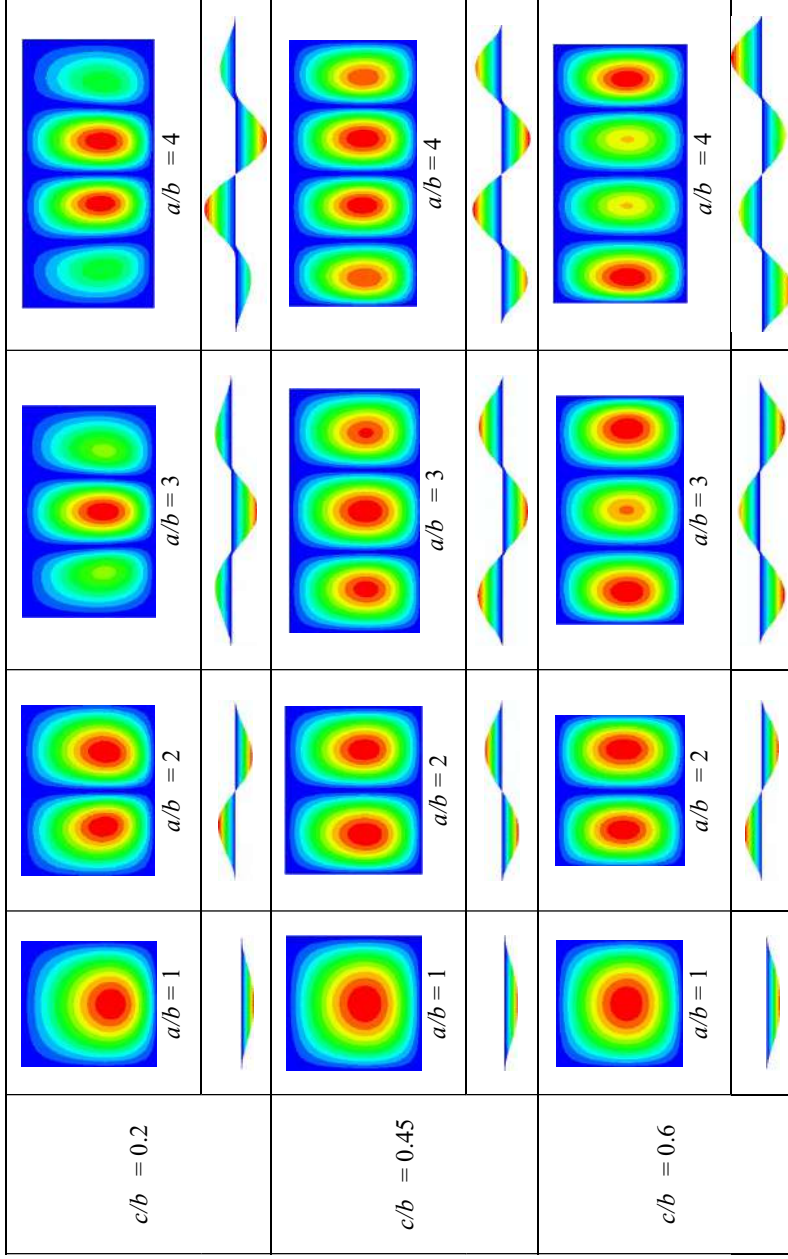 c/b = 0.2
a/b = 1
a/b = 2
a/b = 3
a/b = 4
c/b = 0.45
a/b = 1
a/b = 2
a/b = 3
a/b = 4
c/b = 0.6
a/b = 1
a/b = 2
a/b = 3
a/b = 4